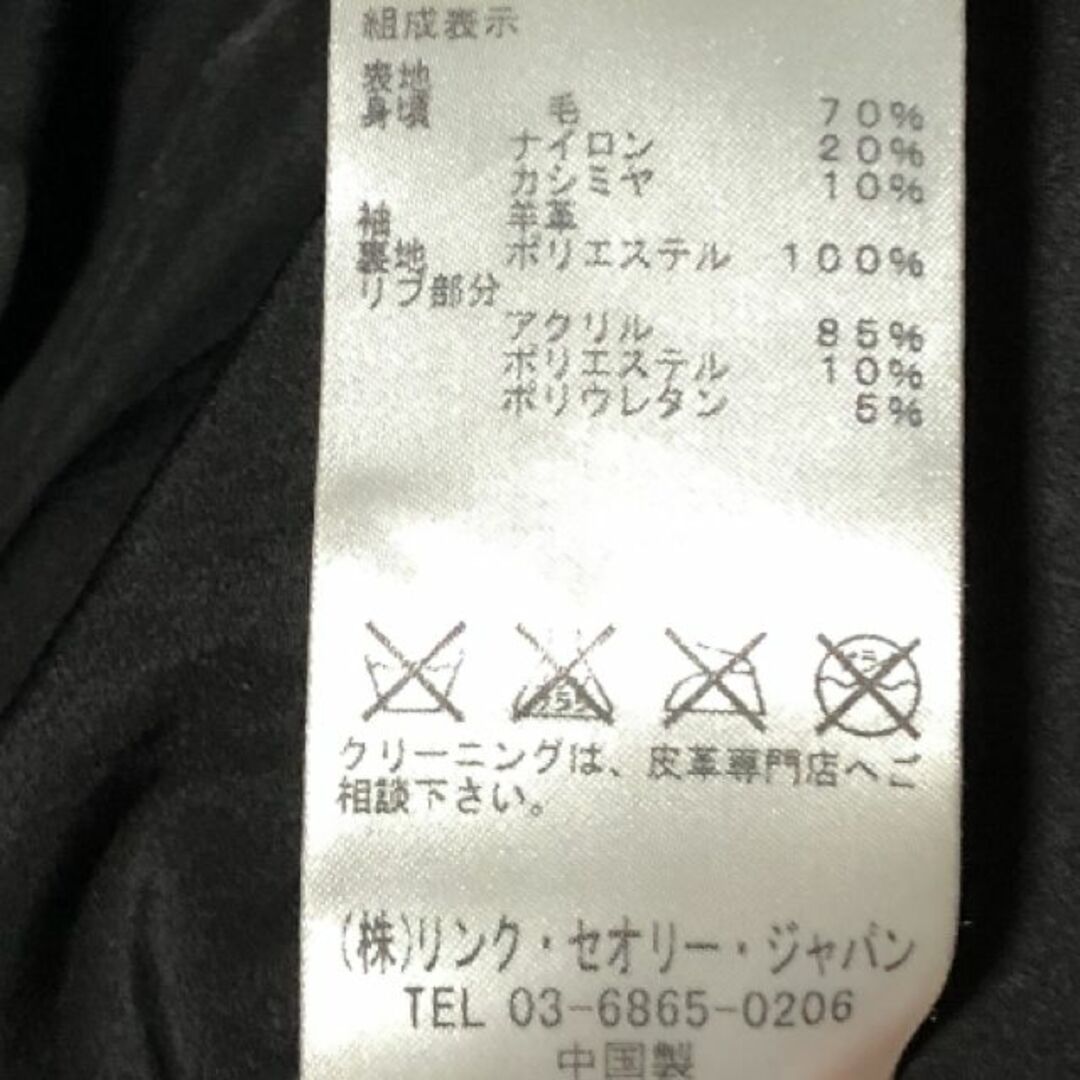 組成表示
表地
身頃 毛 70%
ナイロン 20%
カシミヤ 10%
袖 羊革
裏地 ポリエステル 100%
リブ部分
アクリル 85%
ポリエステル 10%
ポリウレタン 5%
クリーニングは、皮革専門店へご
相談下さい。
(株)リンク・セオリー・ジャパン
TEL 03-6865-0206
中国製